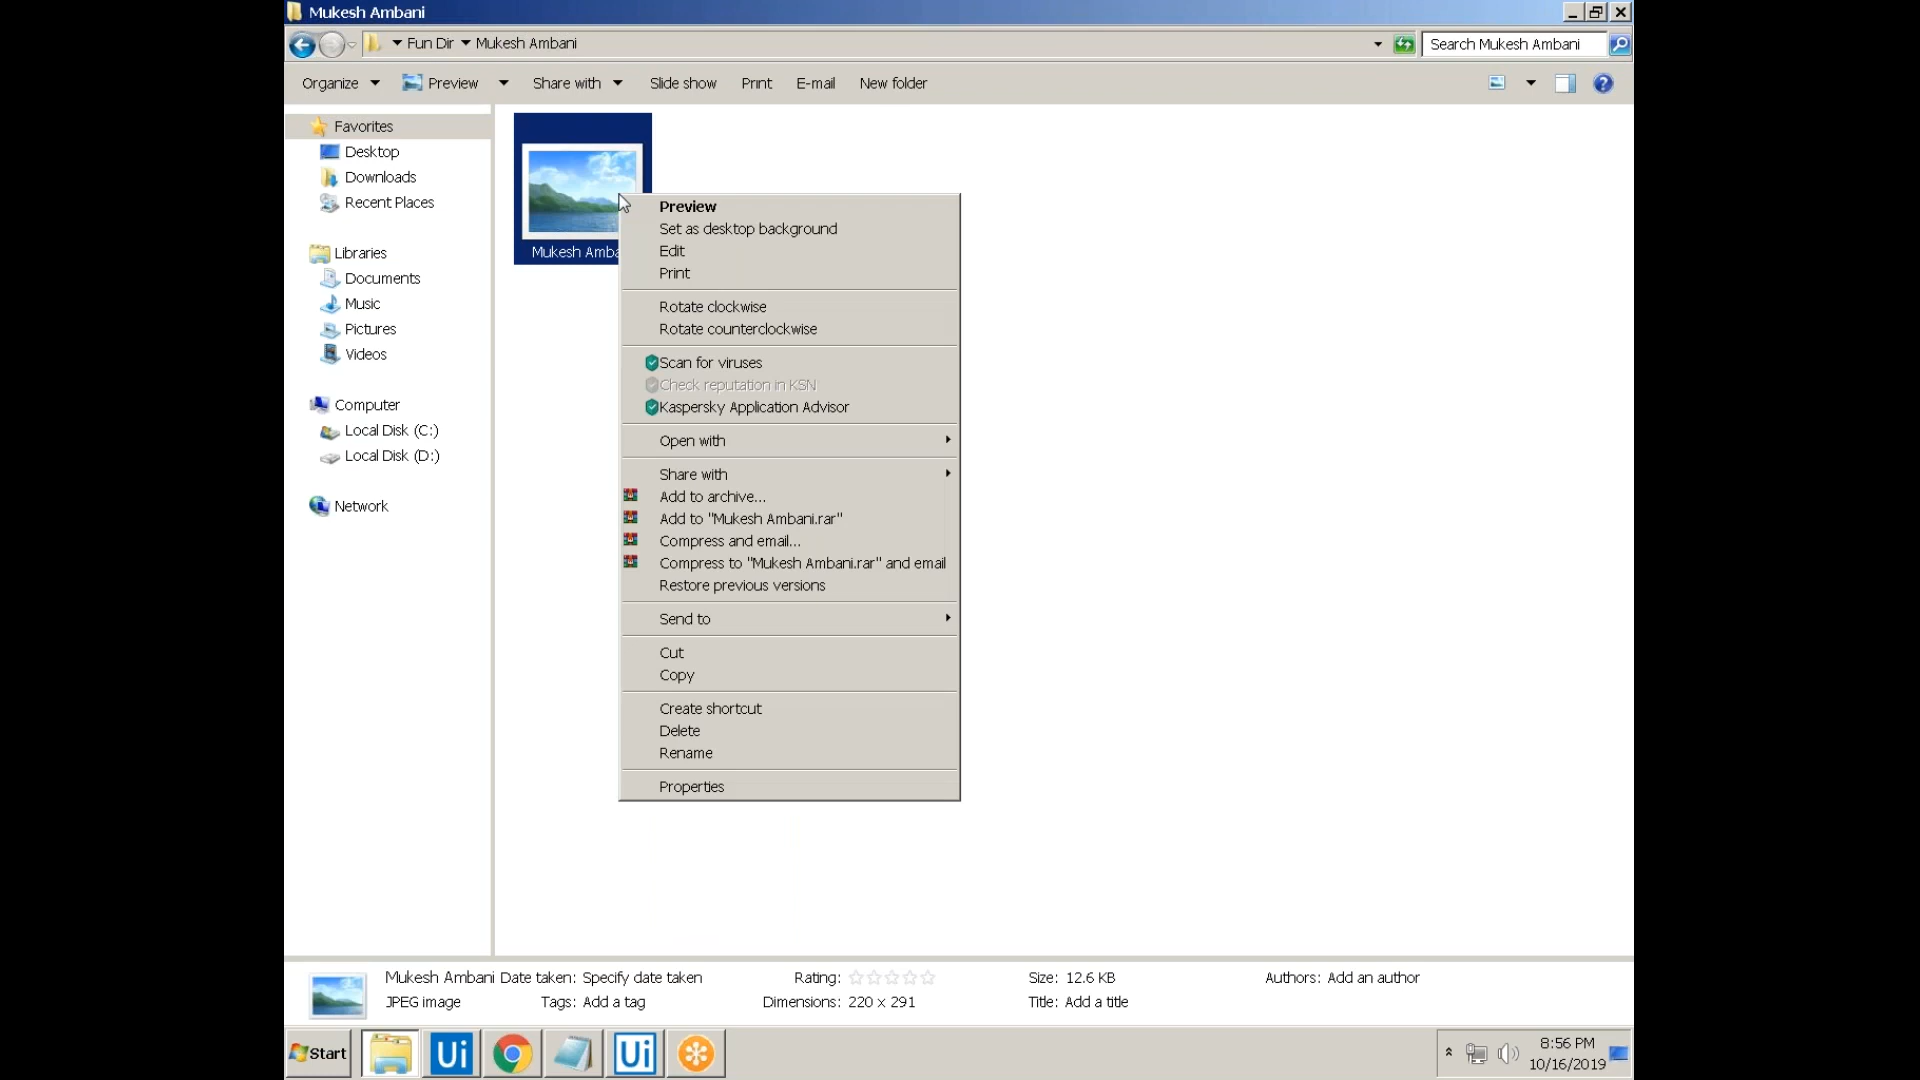 Mukesh Ambani
Fun Dir Mukesh Ambani
Search Mukesh Ambani
Organize Preview Share with Slide show Print E-mail New folder
Favorites
Desktop
Downloads
Recent Places
Libraries
Documents
Music
Pictures
Videos
Computer
Local Disk (C:)
Local Disk (D:)
Network
Mukesh Amba
Preview
Set as desktop background
Edit
Print
Rotate clockwise
Rotate counterclockwise
Scan for viruses
Check reputation in KSN
Kaspersky Application Advisor
Open with
Share with
Add to archive...
Add to "Mukesh Ambani.rar"
Compress and email...
Compress to "Mukesh Ambani.rar" and email
Restore previous versions
Send to
Cut
Copy
Create shortcut
Delete
Rename
Properties
Mukesh Ambani Date taken: Specify date taken Rating: Size: 12.6 KB Authors: Add an author
JPEG image Tags: Add a tag Dimensions: 220 x 291 Title: Add a title
Start Ui Ui
8:56 PM
10/16/2019